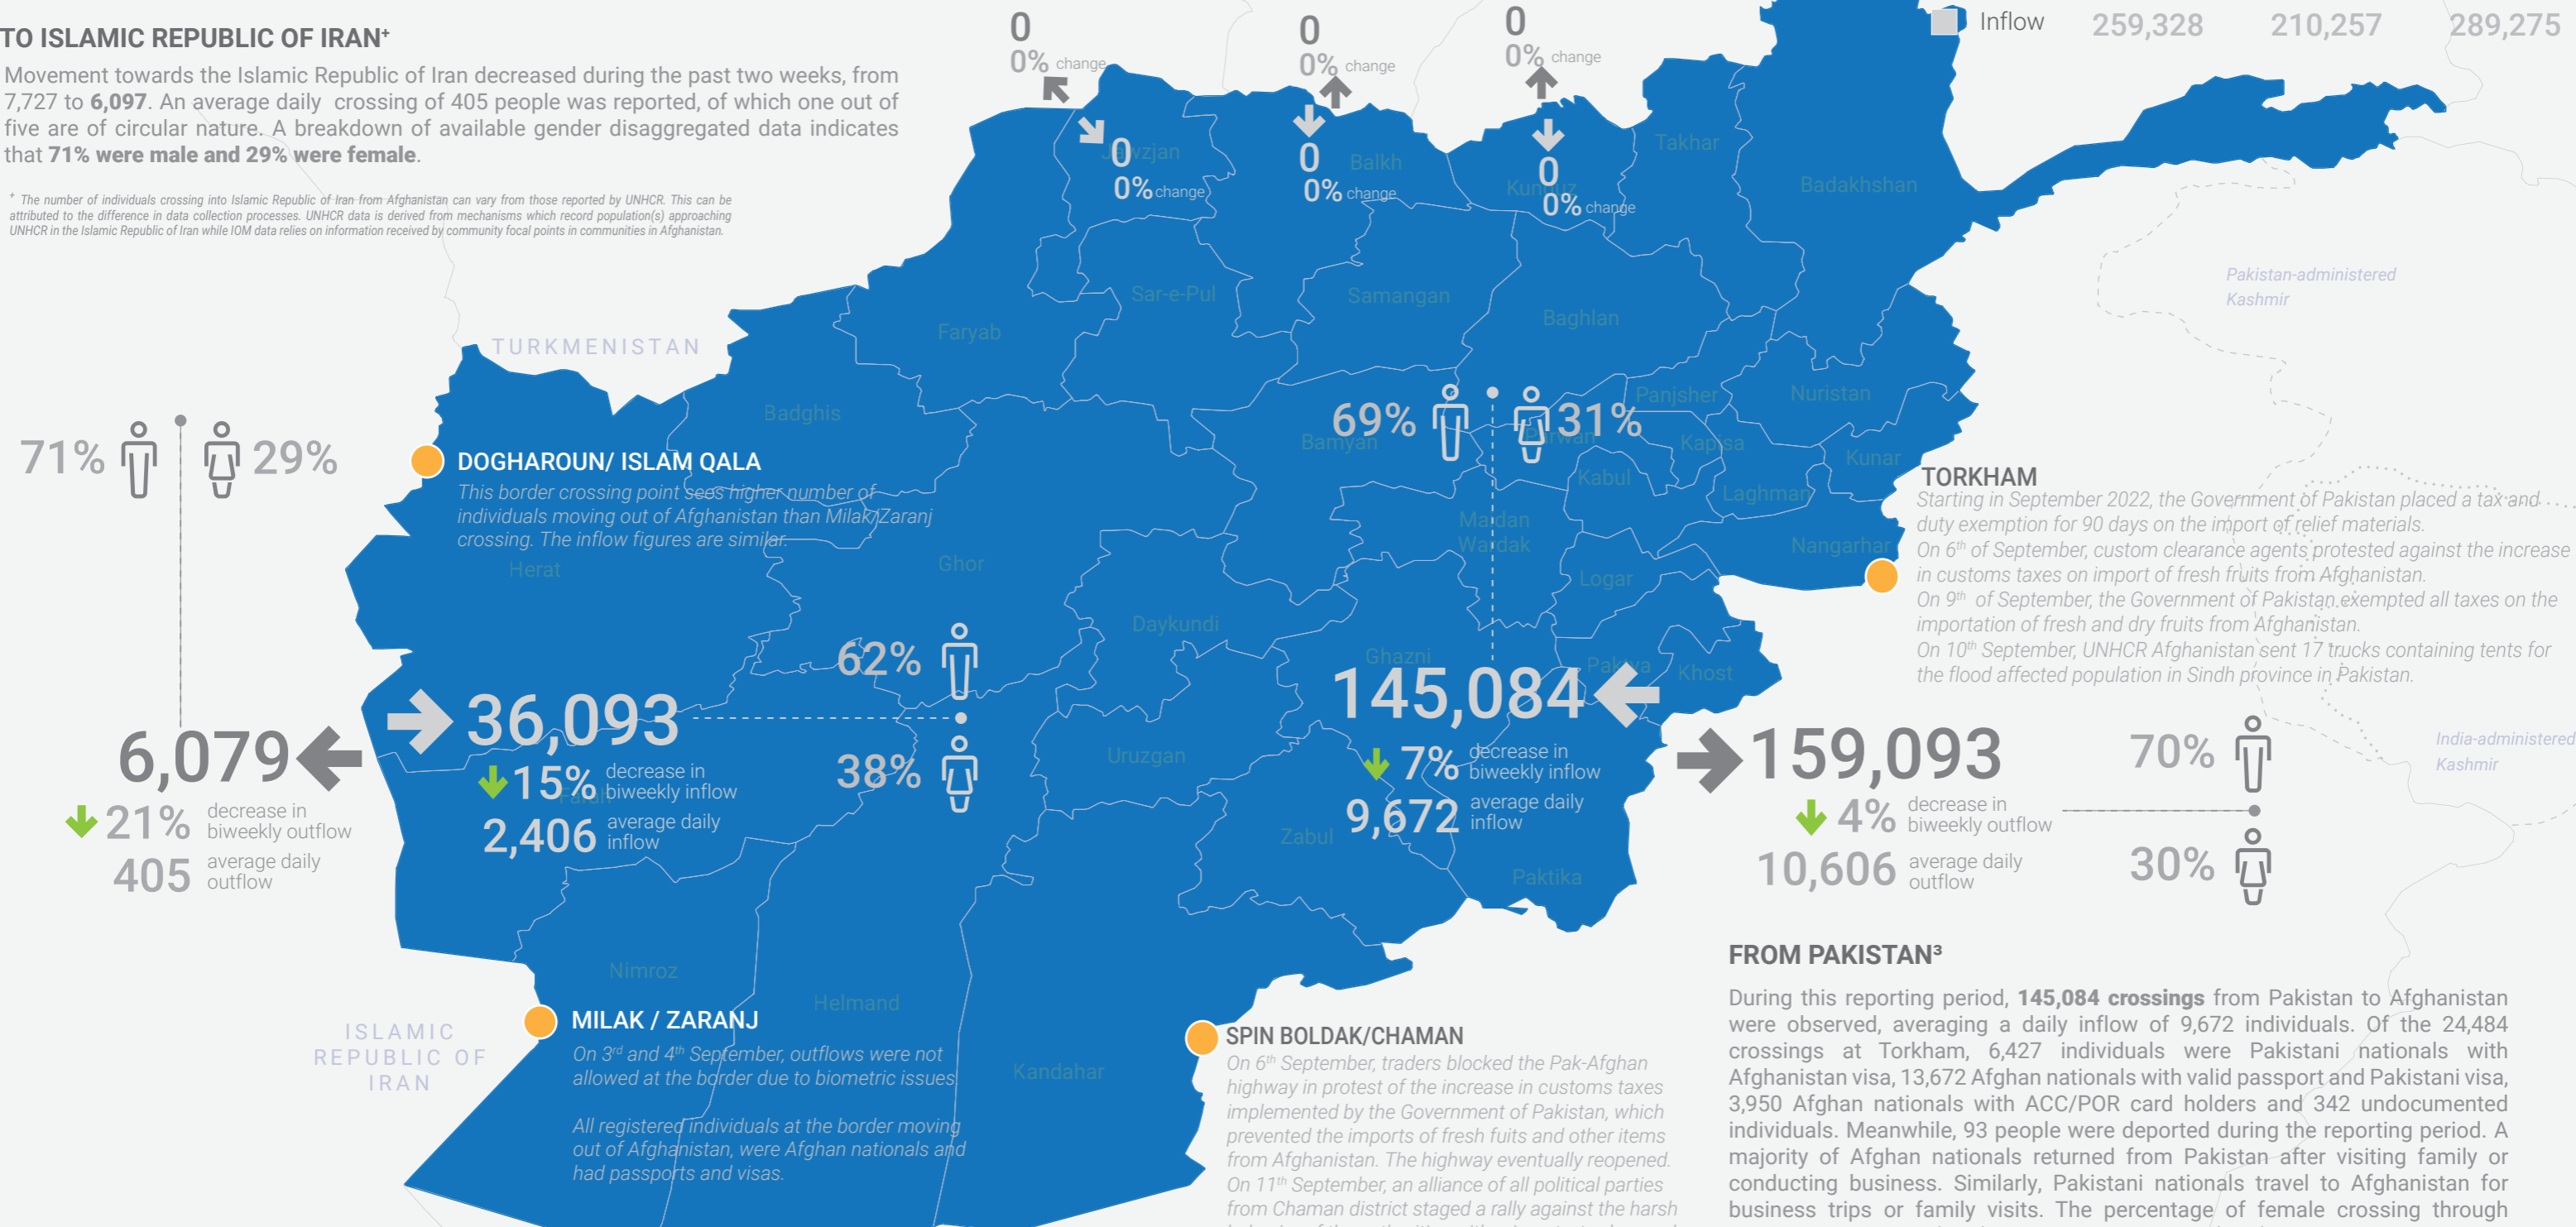 TO ISLAMIC REPUBLIC OF IRAN+
Movement towards the Islamic Republic of Iran decreased during the past two weeks, from
7,727 to 6,097. An average daily crossing of 405 people was reported, of which one out of
five are of circular nature. A breakdown of available gender disaggregated data indicates
that 71% were male and 29% were female.
+ The number of individuals crossing into Islamic Republic of Iran from Afghanistan can vary from those reported by UNHCR. This can be
attributed to the difference in data collection processes. UNHCR data is derived from mechanisms which record population(s) approaching
UNHCR in the Islamic Republic of Iran while IOM data relies on information received by community focal points in communities in Afghanistan.
0
0% change
0
0% change
0
0% change
Inflow 259,328 210,257 289,275
0
0% change
0
0% change
0
0% change
Jawzjan
Balkh
Kunduz
Takhar
Badakhshan
Pakistan-administered
Kashmir
TURKMENISTAN
Faryab
Sar-e-Pul
Samangan
Baghlan
Badghis
Panjsher
Nuristan
Bamyan
Parwan
Kapisa
Kunar
Kabul
Laghman
Maidan
Wardak
Nangarhar
Logar
Herat
Ghor
Daykundi
Ghazni
Paktya
Khost
Uruzgan
Farah
Zabul
Paktika
Nimroz
Helmand
Kandahar
71% 29%
69% 31%
DOGHAROUN/ ISLAM QALA
This border crossing point sees higher number of
individuals moving out of Afghanistan than Milak/Zaranj
crossing. The inflow figures are similar.
TORKHAM
Starting in September 2022, the Government of Pakistan placed a tax and
duty exemption for 90 days on the import of relief materials.
On 6th of September, custom clearance agents protested against the increase
in customs taxes on import of fresh fruits from Afghanistan.
On 9th of September, the Government of Pakistan exempted all taxes on the
importation of fresh and dry fruits from Afghanistan.
On 10th September, UNHCR Afghanistan sent 17 trucks containing tents for
the flood affected population in Sindh province in Pakistan.
6,079
21% decrease in
biweekly outflow
405 average daily
outflow
36,093
15% decrease in
biweekly inflow
2,406 average daily
inflow
62%
38%
145,084
7% decrease in
biweekly inflow
9,672 average daily
inflow
159,093
4% decrease in
biweekly outflow
10,606 average daily
outflow
70%
30%
India-administered
Kashmir
ISLAMIC
REPUBLIC OF
IRAN
MILAK / ZARANJ
On 3rd and 4th September, outflows were not
allowed at the border due to biometric issues.
All registered individuals at the border moving
out of Afghanistan, were Afghan nationals and
had passports and visas.
SPIN BOLDAK/CHAMAN
On 6th September, traders blocked the Pak-Afghan
highway in protest of the increase in customs taxes
implemented by the Government of Pakistan, which
prevented the imports of fresh fuits and other items
from Afghanistan. The highway eventually reopened.
On 11th September, an alliance of all political parties
from Chaman district staged a rally against the harsh
FROM PAKISTAN³
During this reporting period, 145,084 crossings from Pakistan to Afghanistan
were observed, averaging a daily inflow of 9,672 individuals. Of the 24,484
crossings at Torkham, 6,427 individuals were Pakistani nationals with
Afghanistan visa, 13,672 Afghan nationals with valid passport and Pakistani visa,
3,950 Afghan nationals with ACC/POR card holders and 342 undocumented
individuals. Meanwhile, 93 people were deported during the reporting period. A
majority of Afghan nationals returned from Pakistan after visiting family or
conducting business. Similarly, Pakistani nationals travel to Afghanistan for
business trips or family visits. The percentage of female crossing through